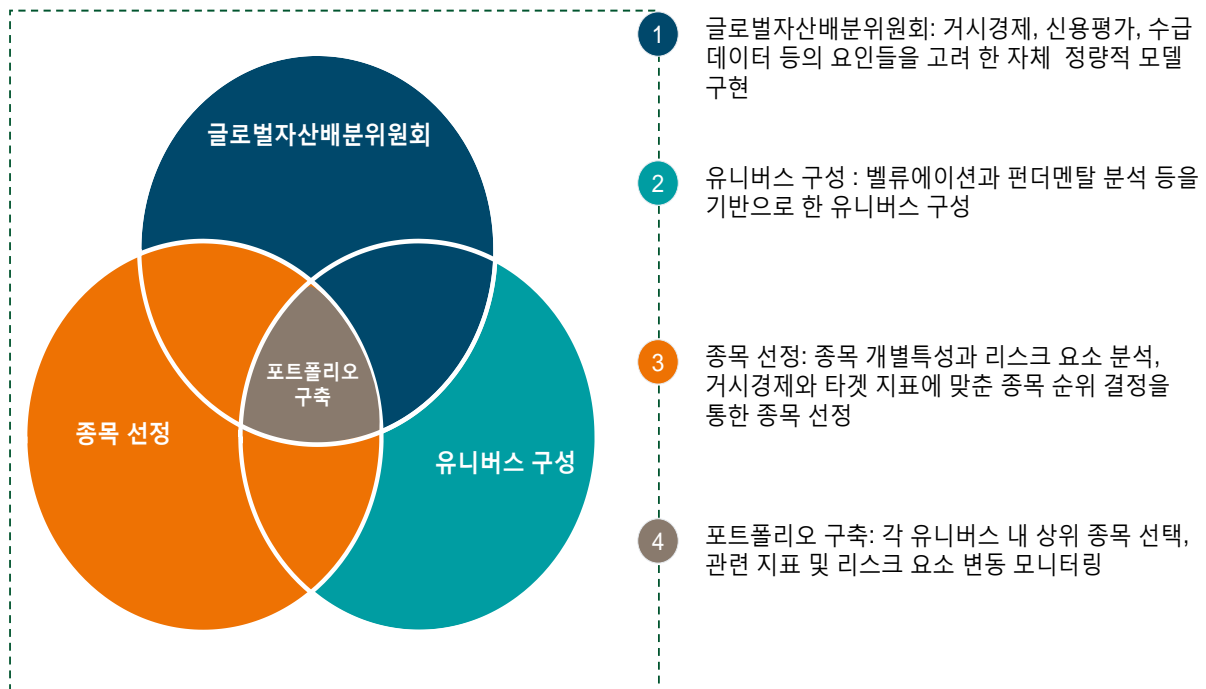 글로벌자산배분위원회
포트폴리오
구축
종목 선정
유니버스 구성
1
글로벌자산배분위원회: 거시경제, 신용평가, 수급
데이터 등의 요인들을 고려 한 자체 정량적 모델
구현
2
유니버스 구성 : 벨류에이션과 펀더멘탈 분석 등을
기반으로 한 유니버스 구성
3
종목 선정: 종목 개별특성과 리스크 요소 분석,
거시경제와 타겟 지표에 맞춘 종목 순위 결정을
통한 종목 선정
4
포트폴리오 구축: 각 유니버스 내 상위 종목 선택,
관련 지표 및 리스크 요소 변동 모니터링